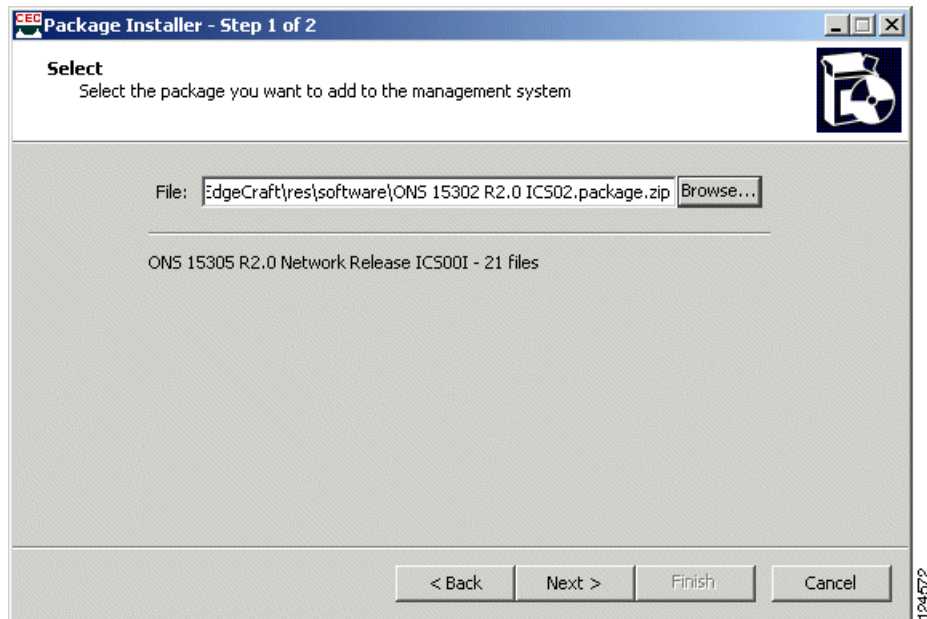 CEC Package Installer - Step 1 of 2
Select
Select the package you want to add to the management system
File: EdgeCraft\res\software\ONS 15302 R2.0 ICS02.package.zip Browse...
ONS 15305 R2.0 Network Release ICS00I - 21 files
< Back Next > Finish Cancel
124572